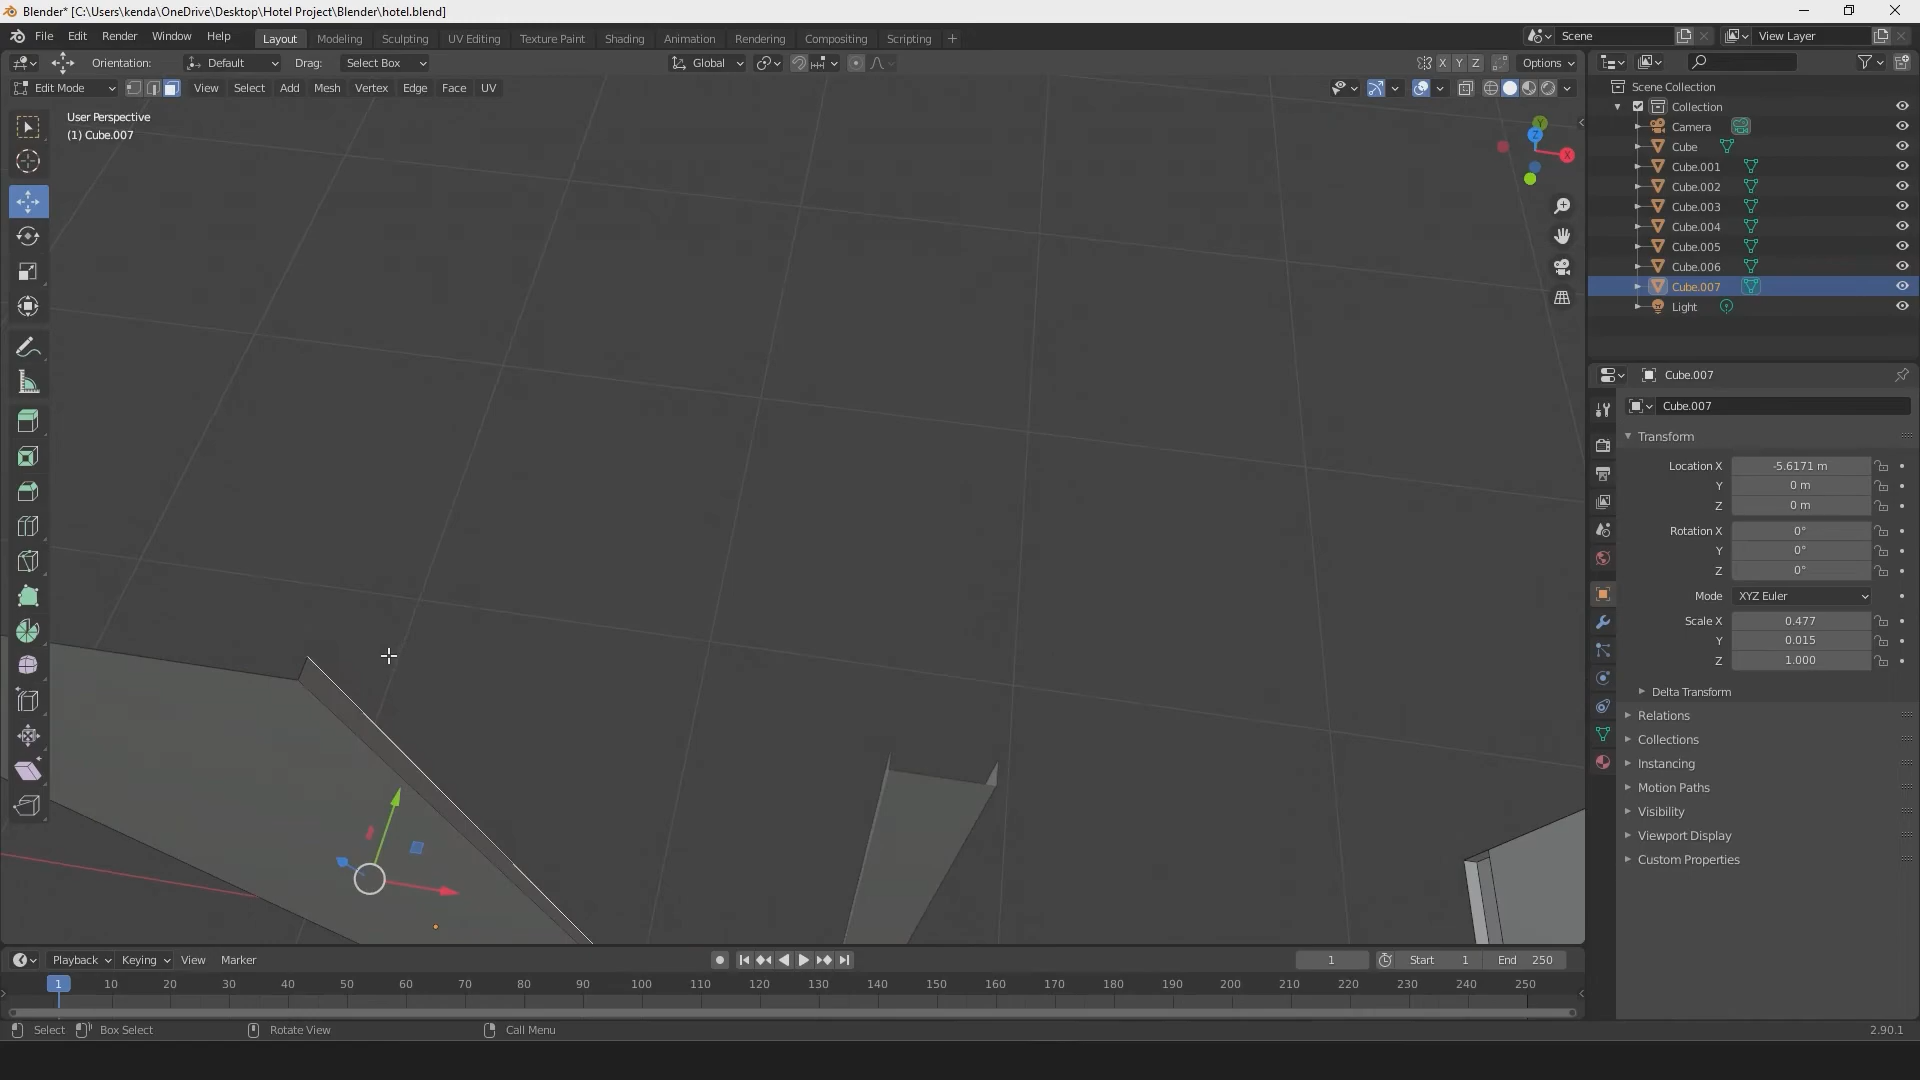 Blender* [C:\Users\kenda\OneDrive\Desktop\Hotel Project\Blender\hotel.blend]
File Edit Render Window Help Layout Modeling Sculpting UV Editing Texture Paint Shading Animation Rendering Compositing Scripting + Scene View Layer
Orientation: Default Drag: Select Box Global X Y Z Options
Edit Mode View Select Add Mesh Vertex Edge Face UV
User Perspective
(1) Cube.007
Y
Z
X
Scene Collection
Collection
Camera
Cube
Cube.001
Cube.002
Cube.003
Cube.004
Cube.005
Cube.006
Cube.007
Light
Cube.007
Cube.007
Transform
Location X -5.6171 m
Y 0 m
Z 0 m
Rotation X 0°
Y 0°
Z 0°
Mode XYZ Euler
Scale X 0.477
Y 0.015
Z 1.000
Delta Transform
Relations
Collections
Instancing
Motion Paths
Visibility
Viewport Display
Custom Properties
Playback Keying View Marker 1 Start 1 End 250
1 10 20 30 40 50 60 70 80 90 100 110 120 130 140 150 160 170 180 190 200 210 220 230 240 250
Select Box Select Rotate View Call Menu 2.90.1